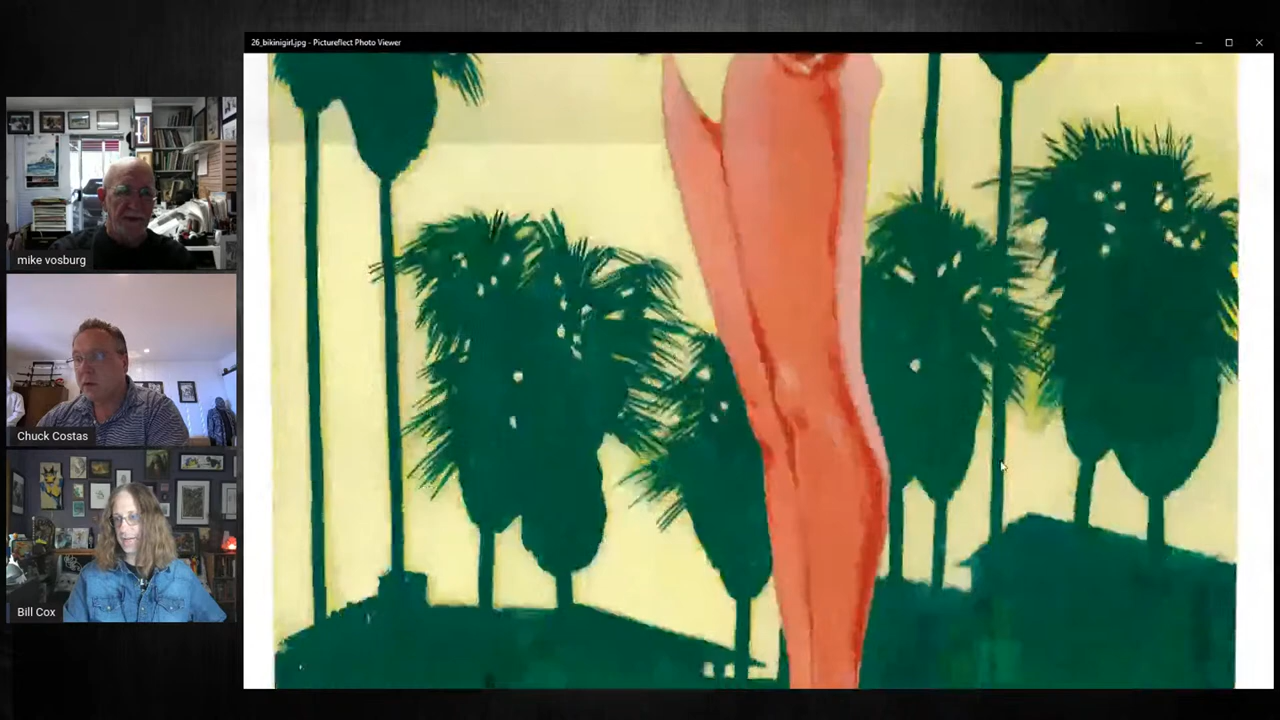 26_bikinigirl.jpg - Pictureflect Photo Viewer
mike vosburg
Chuck Costas
Bill Cox